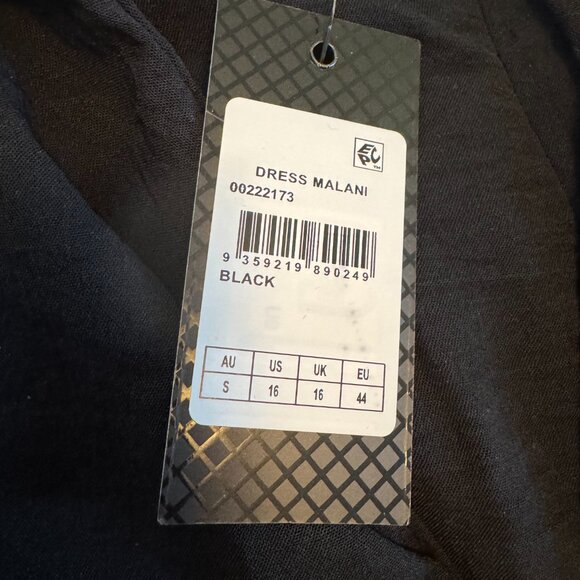 DRESS MALANI
00222173
9 359219 890249
BLACK
AU US UK EU
S 16 16 44